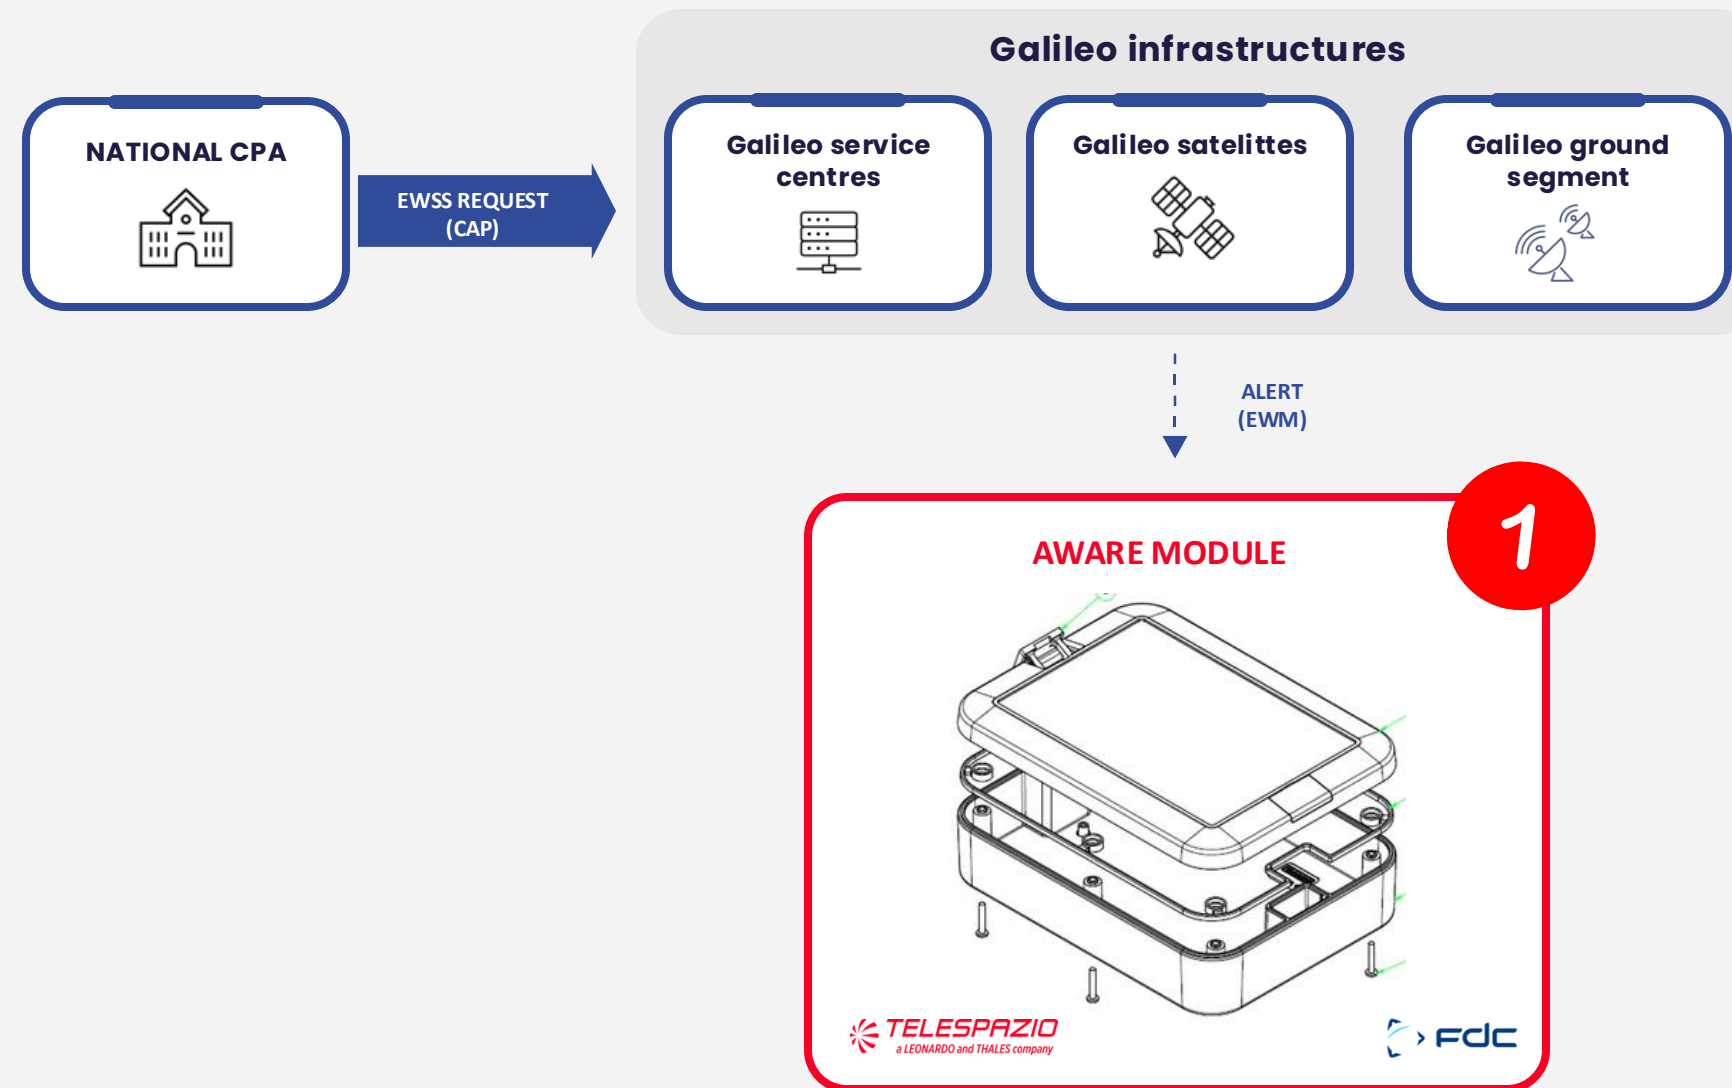 Galileo infrastructures
NATIONAL CPA
EWSS REQUEST
(CAP)
Galileo service
centres
Galileo satelittes
Galileo ground
segment
ALERT
(EWM)
1
AWARE MODULE
TELESPAZIO
a LEONARDO and THALES company
FDC